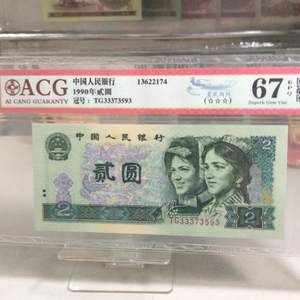 ACG
AI CANG GUARANTY
中国人民银行
1990年贰圆
冠号：TG33373593
13622174
(☆☆☆)
67
EPQ
Superb Gem Unc
中国人民银行
贰圆
2
2
TG33373593